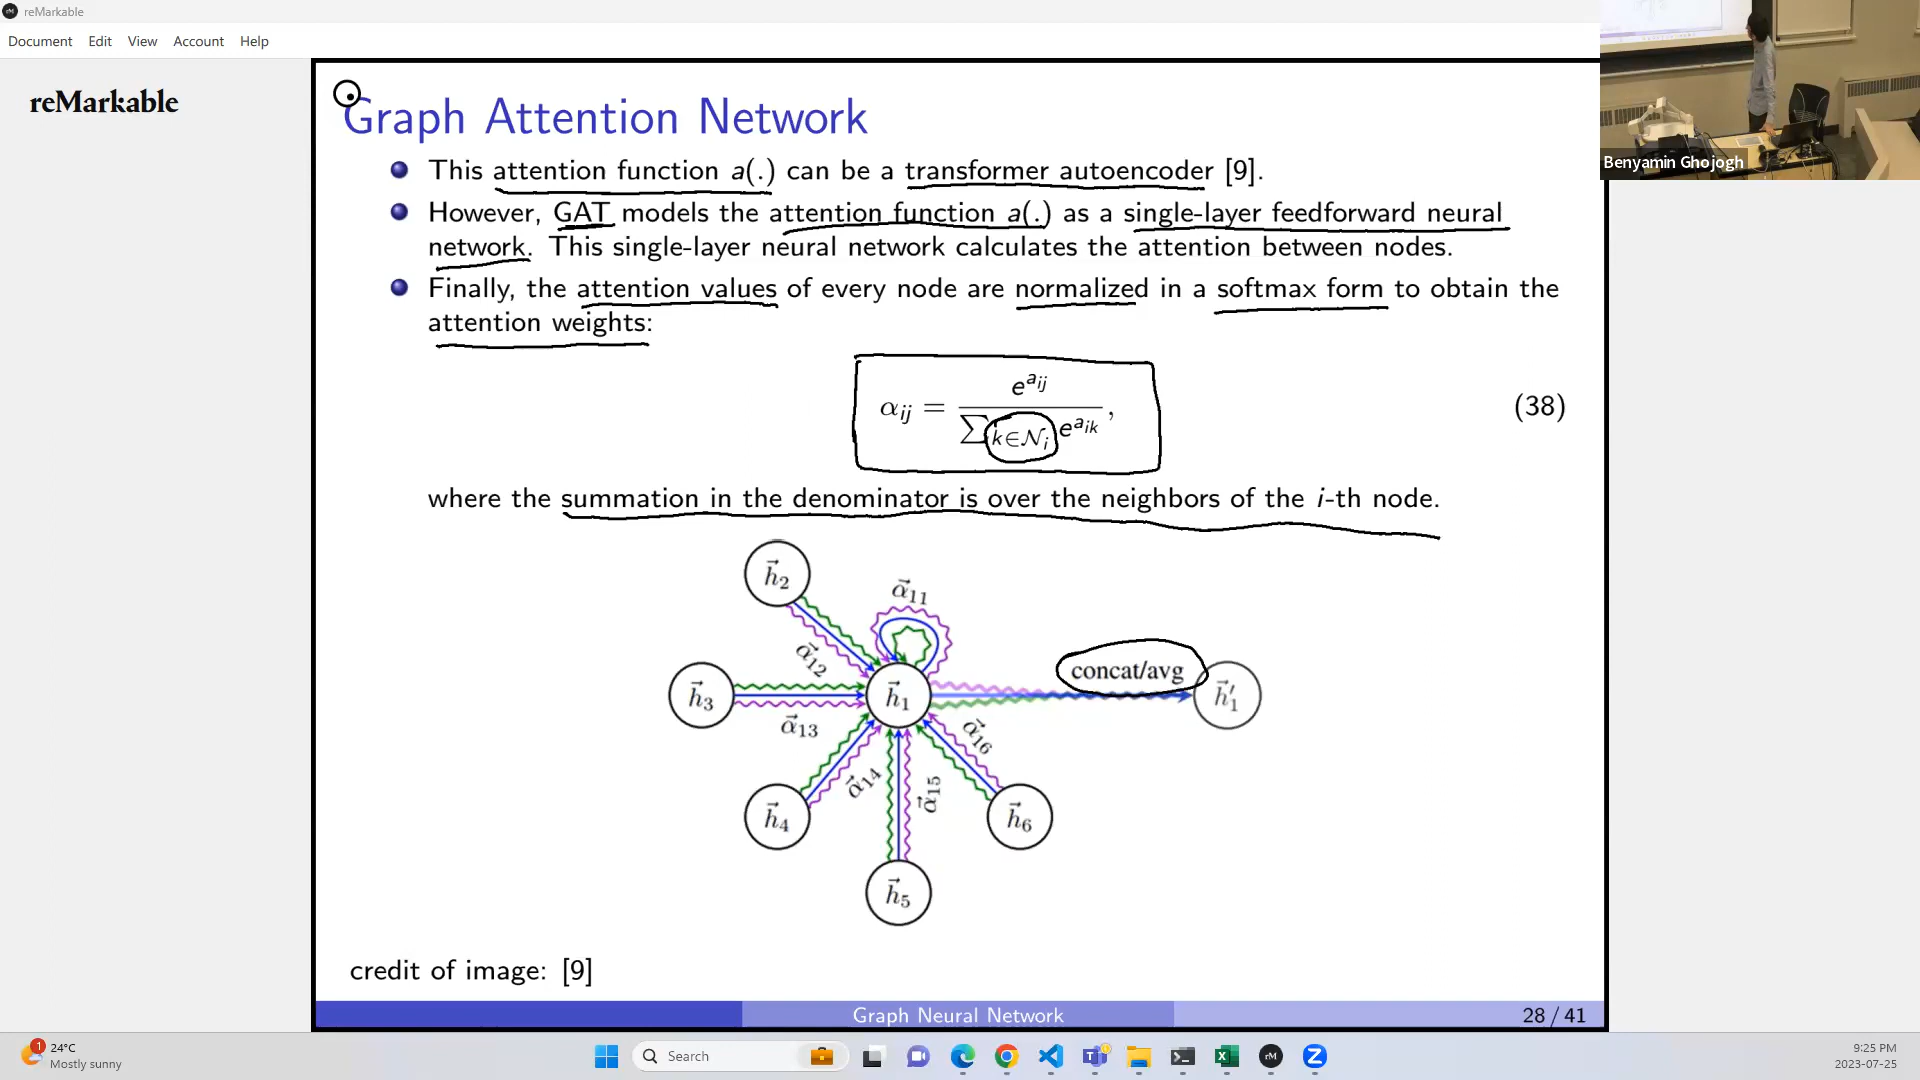 reMarkable
Document Edit View Account Help
reMarkable
Graph Attention Network
This attention function a(.) can be a transformer autoencoder [9].
However, GAT models the attention function a(.) as a single-layer feedforward neural
network. This single-layer neural network calculates the attention between nodes.
Finally, the attention values of every node are normalized in a softmax form to obtain the
attention weights:
α_ij = e^{a_ij} / ∑_{k∈𝒩_i} e^{a_ik}, (38)
where the summation in the denominator is over the neighbors of the i-th node.
h⃗2
α⃗11
α⃗12
concat/avg
h⃗3
h⃗1
h⃗′1
α⃗13
α⃗16
α⃗14
α⃗15
h⃗4
h⃗6
h⃗5
credit of image: [9]
Graph Neural Network
28 / 41
Benyamin Ghojogh
1
24°C
Mostly sunny
Search
rM
9:25 PM
2023-07-25